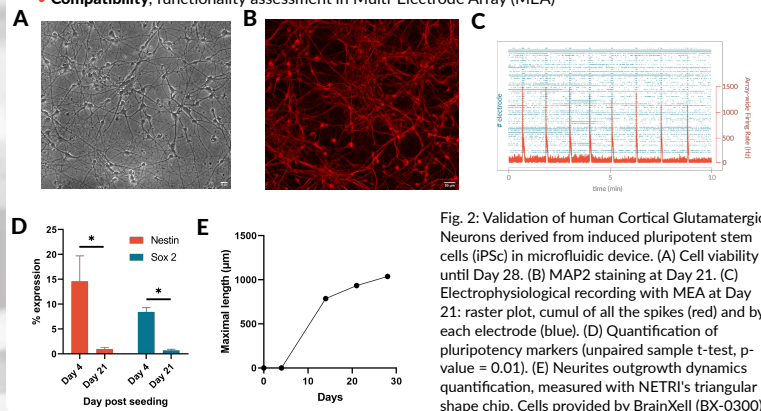 • Compatibility, functionality assessment in Multi-Electrode Array (MEA)
A
B
C
# electrode
1500
1000
500
0
Array-wide
Firing Rate (Hz)
0
5
10
time (min)
D
25
20
15
10
5
0
% expression
*
*
Nestin
Sox 2
Day 4
Day 21
Day 4
Day 21
Day post seeding
E
1500
1000
500
0
Maximal length (µm)
0
10
20
30
Days
Fig. 2: Validation of human Cortical Glutamatergic
Neurons derived from induced pluripotent stem
cells (iPSc) in microfluidic device. (A) Cell viability
until Day 28. (B) MAP2 staining at Day 21. (C)
Electrophysiological recording with MEA at Day
21: raster plot, cumul of all the spikes (red) and by
each electrode (blue). (D) Quantification of
pluripotency markers (unpaired sample t-test, p-
value = 0.01). (E) Neurites outgrowth dynamics
quantification, measured with NETRI's triangular
shape chip. Cells provided by BrainXell (BX-0300)